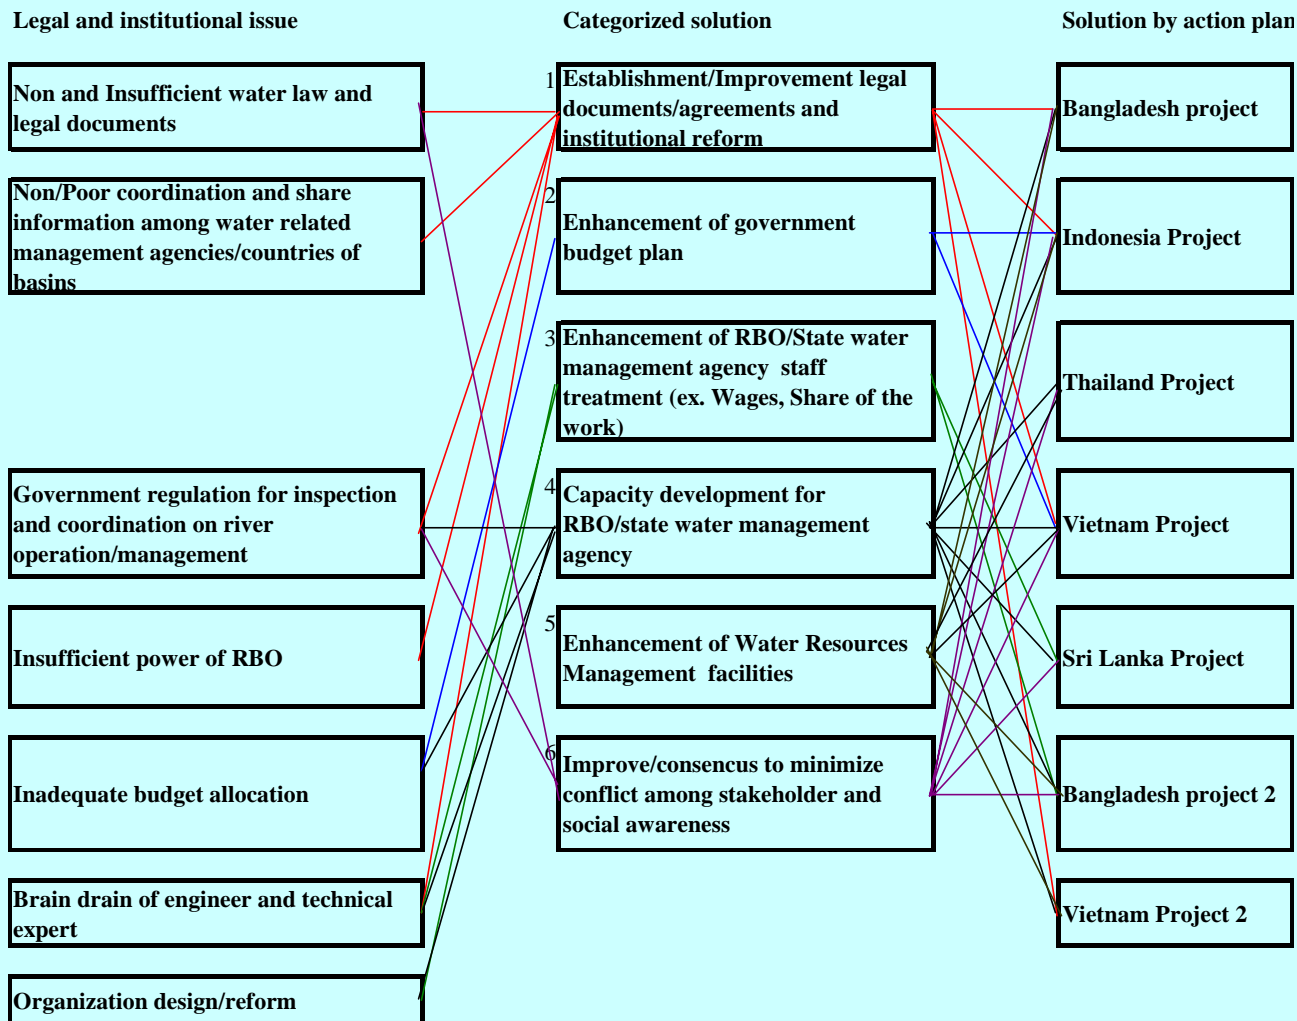 Legal and institutional issue
Categorized solution
Solution by action plan
Non and Insufficient water law and
legal documents
Non/Poor coordination and share
information among water related
management agencies/countries of
basins
Government regulation for inspection
and coordination on river
operation/management
Insufficient power of RBO
Inadequate budget allocation
Brain drain of engineer and technical
expert
Organization design/reform
1
Establishment/Improvement legal
documents/agreements and
institutional reform
2
Enhancement of government
budget plan
3
Enhancement of RBO/State water
management agency staff
treatment (ex. Wages, Share of the
work)
4
Capacity development for
RBO/state water management
agency
5
Enhancement of Water Resources
Management facilities
6
Improve/consencus to minimize
conflict among stakeholder and
social awareness
Bangladesh project
Indonesia Project
Thailand Project
Vietnam Project
Sri Lanka Project
Bangladesh project 2
Vietnam Project 2